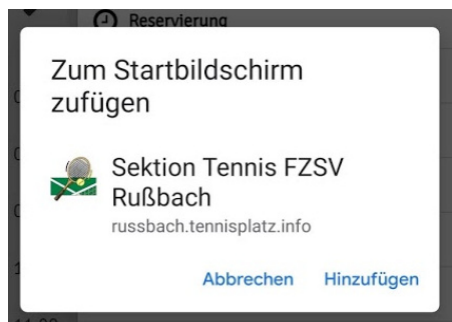 Reservierung
Zum Startbildschirm
zufügen
Sektion Tennis FZSV
Rußbach
russbach.tennisplatz.info
Abbrechen
Hinzufügen